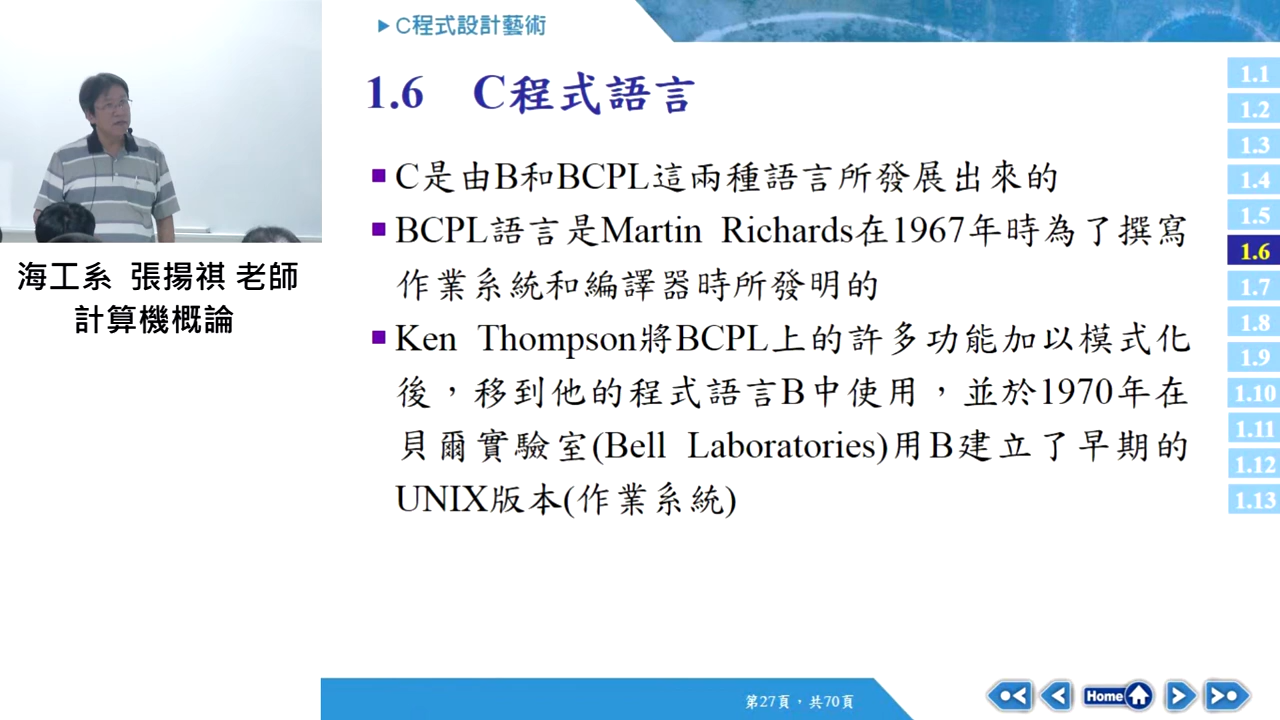 C程式設計藝術
1.6 C程式語言
C是由B和BCPL這兩種語言所發展出來的
BCPL語言是Martin Richards在1967年時為了撰寫
作業系統和編譯器時所發明的
Ken Thompson將BCPL上的許多功能加以模式化
後，移到他的程式語言B中使用，並於1970年在
貝爾實驗室(Bell Laboratories)用B建立了早期的
UNIX版本(作業系統)
海工系 張揚祺 老師
計算機概論
1.1
1.2
1.3
1.4
1.5
1.6
1.7
1.8
1.9
1.10
1.11
1.12
1.13
第27頁，共70頁
Home